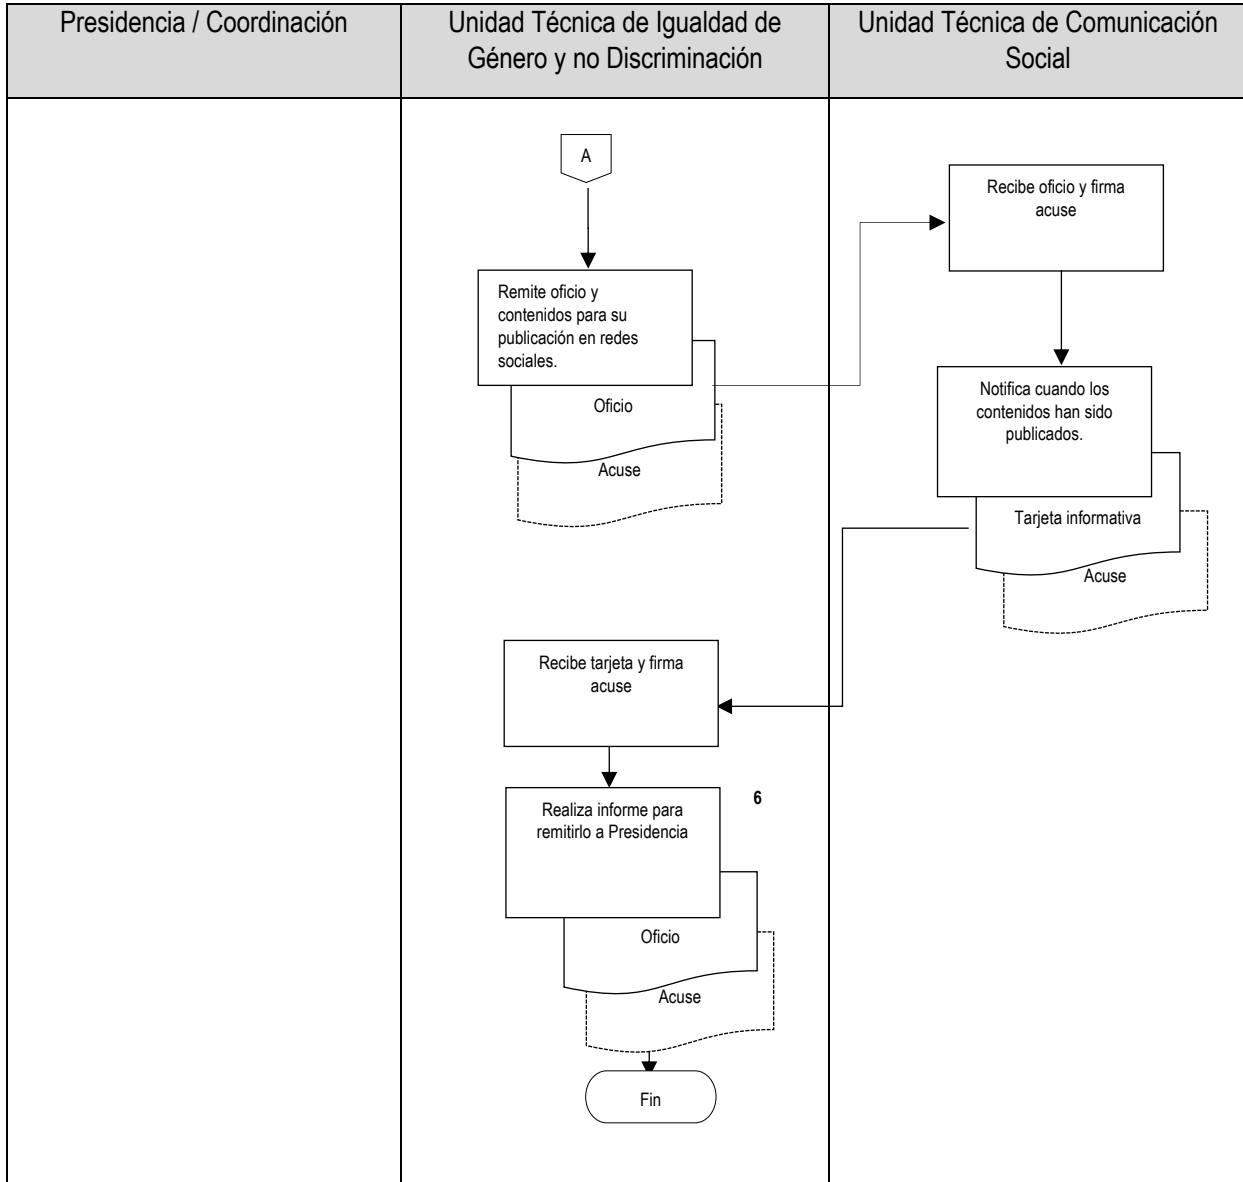 Presidencia / Coordinación
Unidad Técnica de Igualdad de
Género y no Discriminación
Unidad Técnica de Comunicación
Social
A
Recibe oficio y firma
acuse
Remite oficio y
contenidos para su
publicación en redes
sociales.
Oficio
Acuse
Notifica cuando los
contenidos han sido
publicados.
Tarjeta informativa
Acuse
Recibe tarjeta y firma
acuse
Realiza informe para
remitirlo a Presidencia
6
Oficio
Acuse
Fin